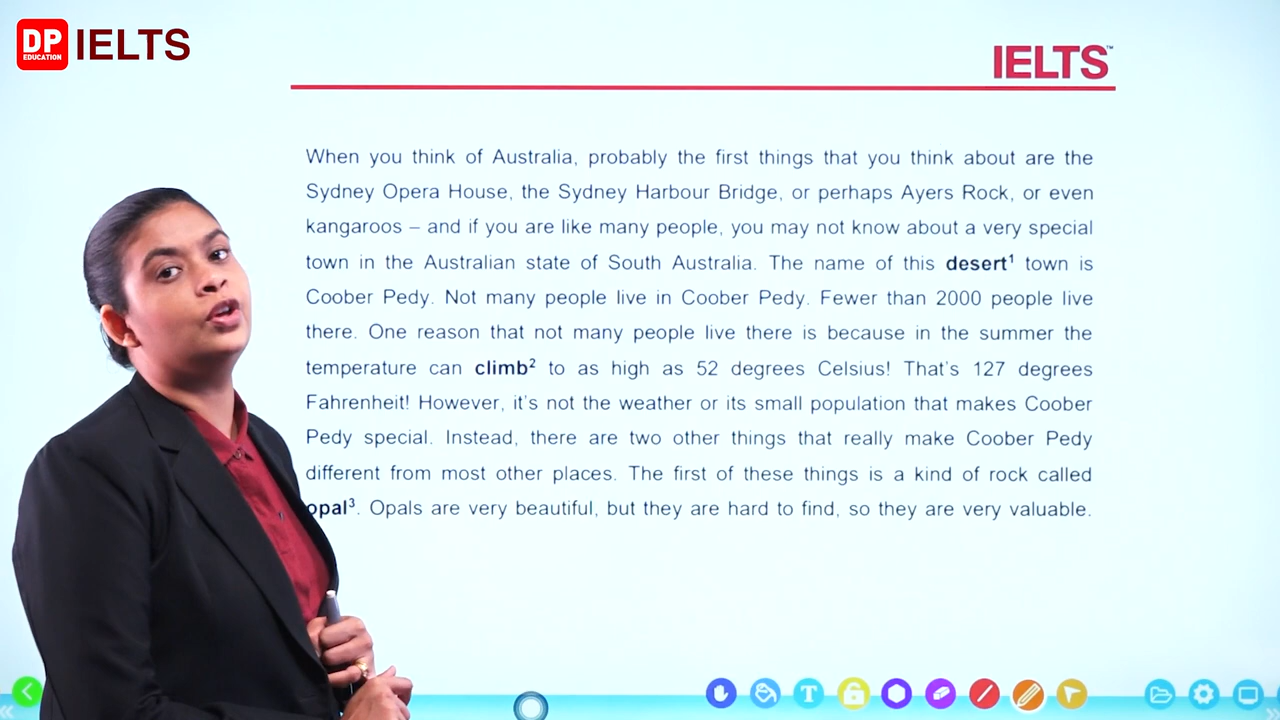 DP
EDUCATION
IELTS
IELTS™
When you think of Australia, probably the first things that you think about are the
Sydney Opera House, the Sydney Harbour Bridge, or perhaps Ayers Rock, or even
kangaroos – and if you are like many people, you may not know about a very special
town in the Australian state of South Australia. The name of this desert¹ town is
Coober Pedy. Not many people live in Coober Pedy. Fewer than 2000 people live
there. One reason that not many people live there is because in the summer the
temperature can climb² to as high as 52 degrees Celsius! That's 127 degrees
Fahrenheit! However, it's not the weather or its small population that makes Coober
Pedy special. Instead, there are two other things that really make Coober Pedy
different from most other places. The first of these things is a kind of rock called
opal³. Opals are very beautiful, but they are hard to find, so they are very valuable.
T